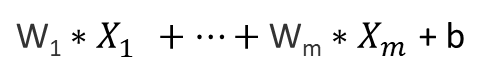 W₁ * X₁ + ⋯ + Wₘ * Xₘ + b